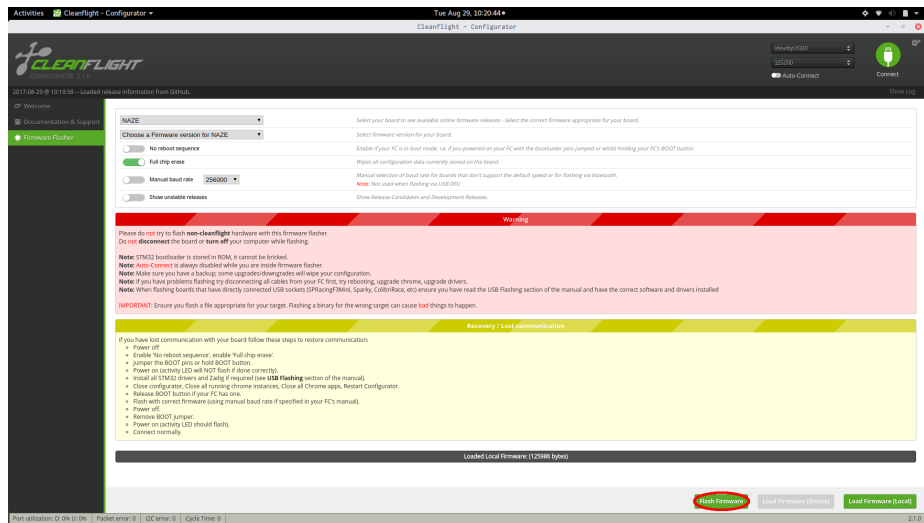 Activities Cleanflight - Configurator
Tue Aug 29, 10:20:44
Cleanflight - Configurator
CLEANFLIGHT
CONFIGURATOR 2.1.0
/dev/ttyUSB0
115200
Auto-Connect
Connect
2017-08-29 @ 10:19:58 -- Loaded release information from GitHub.
Show Log
Welcome
Documentation & Support
Firmware Flasher
NAZE
Select your board to see available online firmware releases - Select the correct firmware appropriate for your board.
Choose a Firmware version for NAZE
Select firmware version for your board.
No reboot sequence
Enable if your FC is in boot mode. i.e. if you powered on your FC with the bootloader pins jumped or whilst holding your FC's BOOT button.
Full chip erase
Wipes all configuration data currently stored on the board.
Manual baud rate 256000
Manual selection of baud rate for boards that don't support the default speed or for flashing via bluetooth.
Note: Not used when flashing via USB DFU
Show unstable releases
Show Release-Candidates and Development Releases.
Warning
Please do not try to flash non-cleanflight hardware with this firmware flasher.
Do not disconnect the board or turn off your computer while flashing.
Note: STM32 bootloader is stored in ROM, it cannot be bricked.
Note: Auto-Connect is always disabled while you are inside firmware flasher.
Note: Make sure you have a backup; some upgrades/downgrades will wipe your configuration.
Note: If you have problems flashing try disconnecting all cables from your FC first, try rebooting, upgrade chrome, upgrade drivers.
Note: When flashing boards that have directly connected USB sockets (SPRacingF3Mini, Sparky, ColibriRace, etc) ensure you have read the USB Flashing section of the manual and have the correct software and drivers installed
IMPORTANT: Ensure you flash a file appropriate for your target. Flashing a binary for the wrong target can cause bad things to happen.
Recovery / Lost communication
If you have lost communication with your board follow these steps to restore communication:
Power off
Enable 'No reboot sequence', enable 'Full chip erase'.
Jumper the BOOT pins or hold BOOT button.
Power on (activity LED will NOT flash if done correctly).
Install all STM32 drivers and Zadig if required (see USB Flashing section of the manual).
Close configurator, Close all running chrome instances, Close all Chrome apps, Restart Configurator.
Release BOOT button if your FC has one.
Flash with correct firmware (using manual baud rate if specified in your FC's manual).
Power off.
Remove BOOT jumper.
Power on (activity LED should flash).
Connect normally.
Loaded Local Firmware: (125986 bytes)
Flash Firmware
Load Firmware [Online]
Load Firmware [Local]
Port utilization: D: 0% U: 0% Packet error: 0 I2C error: 0 Cycle Time: 0
2.1.0